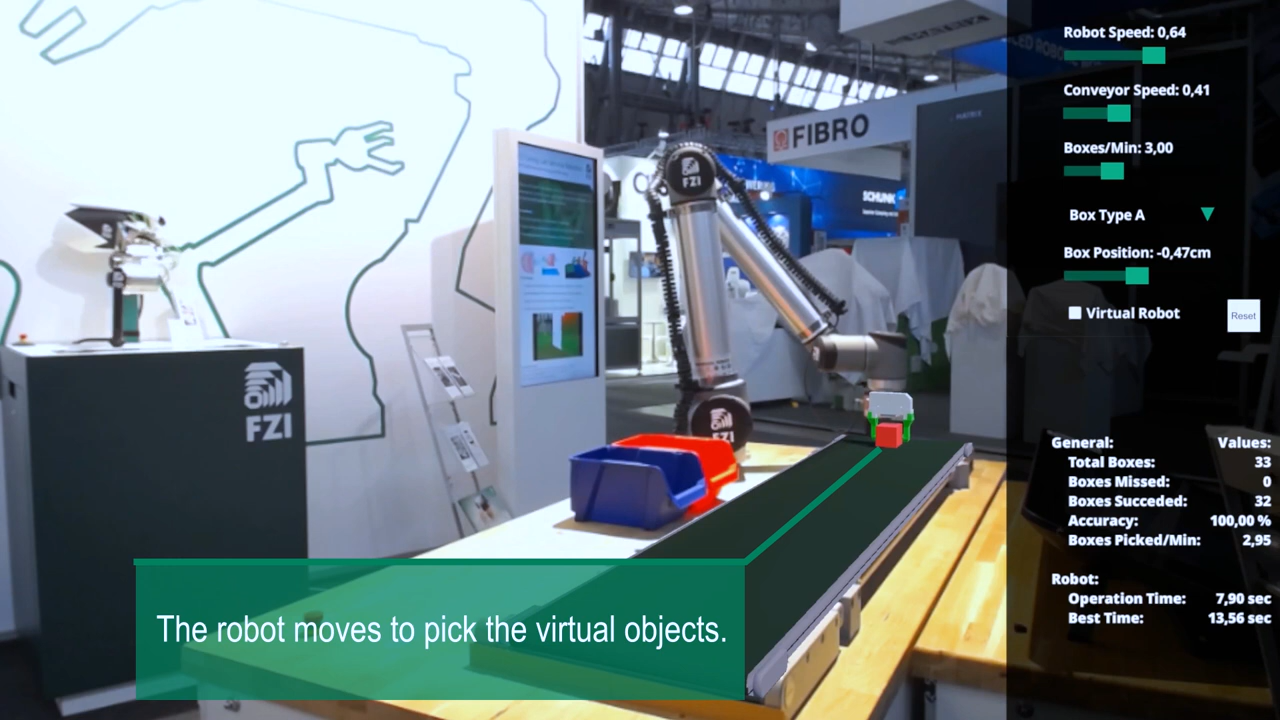 Robot Speed: 0,64
Conveyor Speed: 0,41
Boxes/Min: 3,00
Box Type A
Box Position: -0,47cm
Virtual Robot
Reset
General: Values:
Total Boxes: 33
Boxes Missed: 0
Boxes Succeded: 32
Accuracy: 100,00 %
Boxes Picked/Min: 2,95
Robot:
Operation Time: 7,90 sec
Best Time: 13,56 sec
FIBRO
SCHUNK
FZI
FZI
FZI
The robot moves to pick the virtual objects.